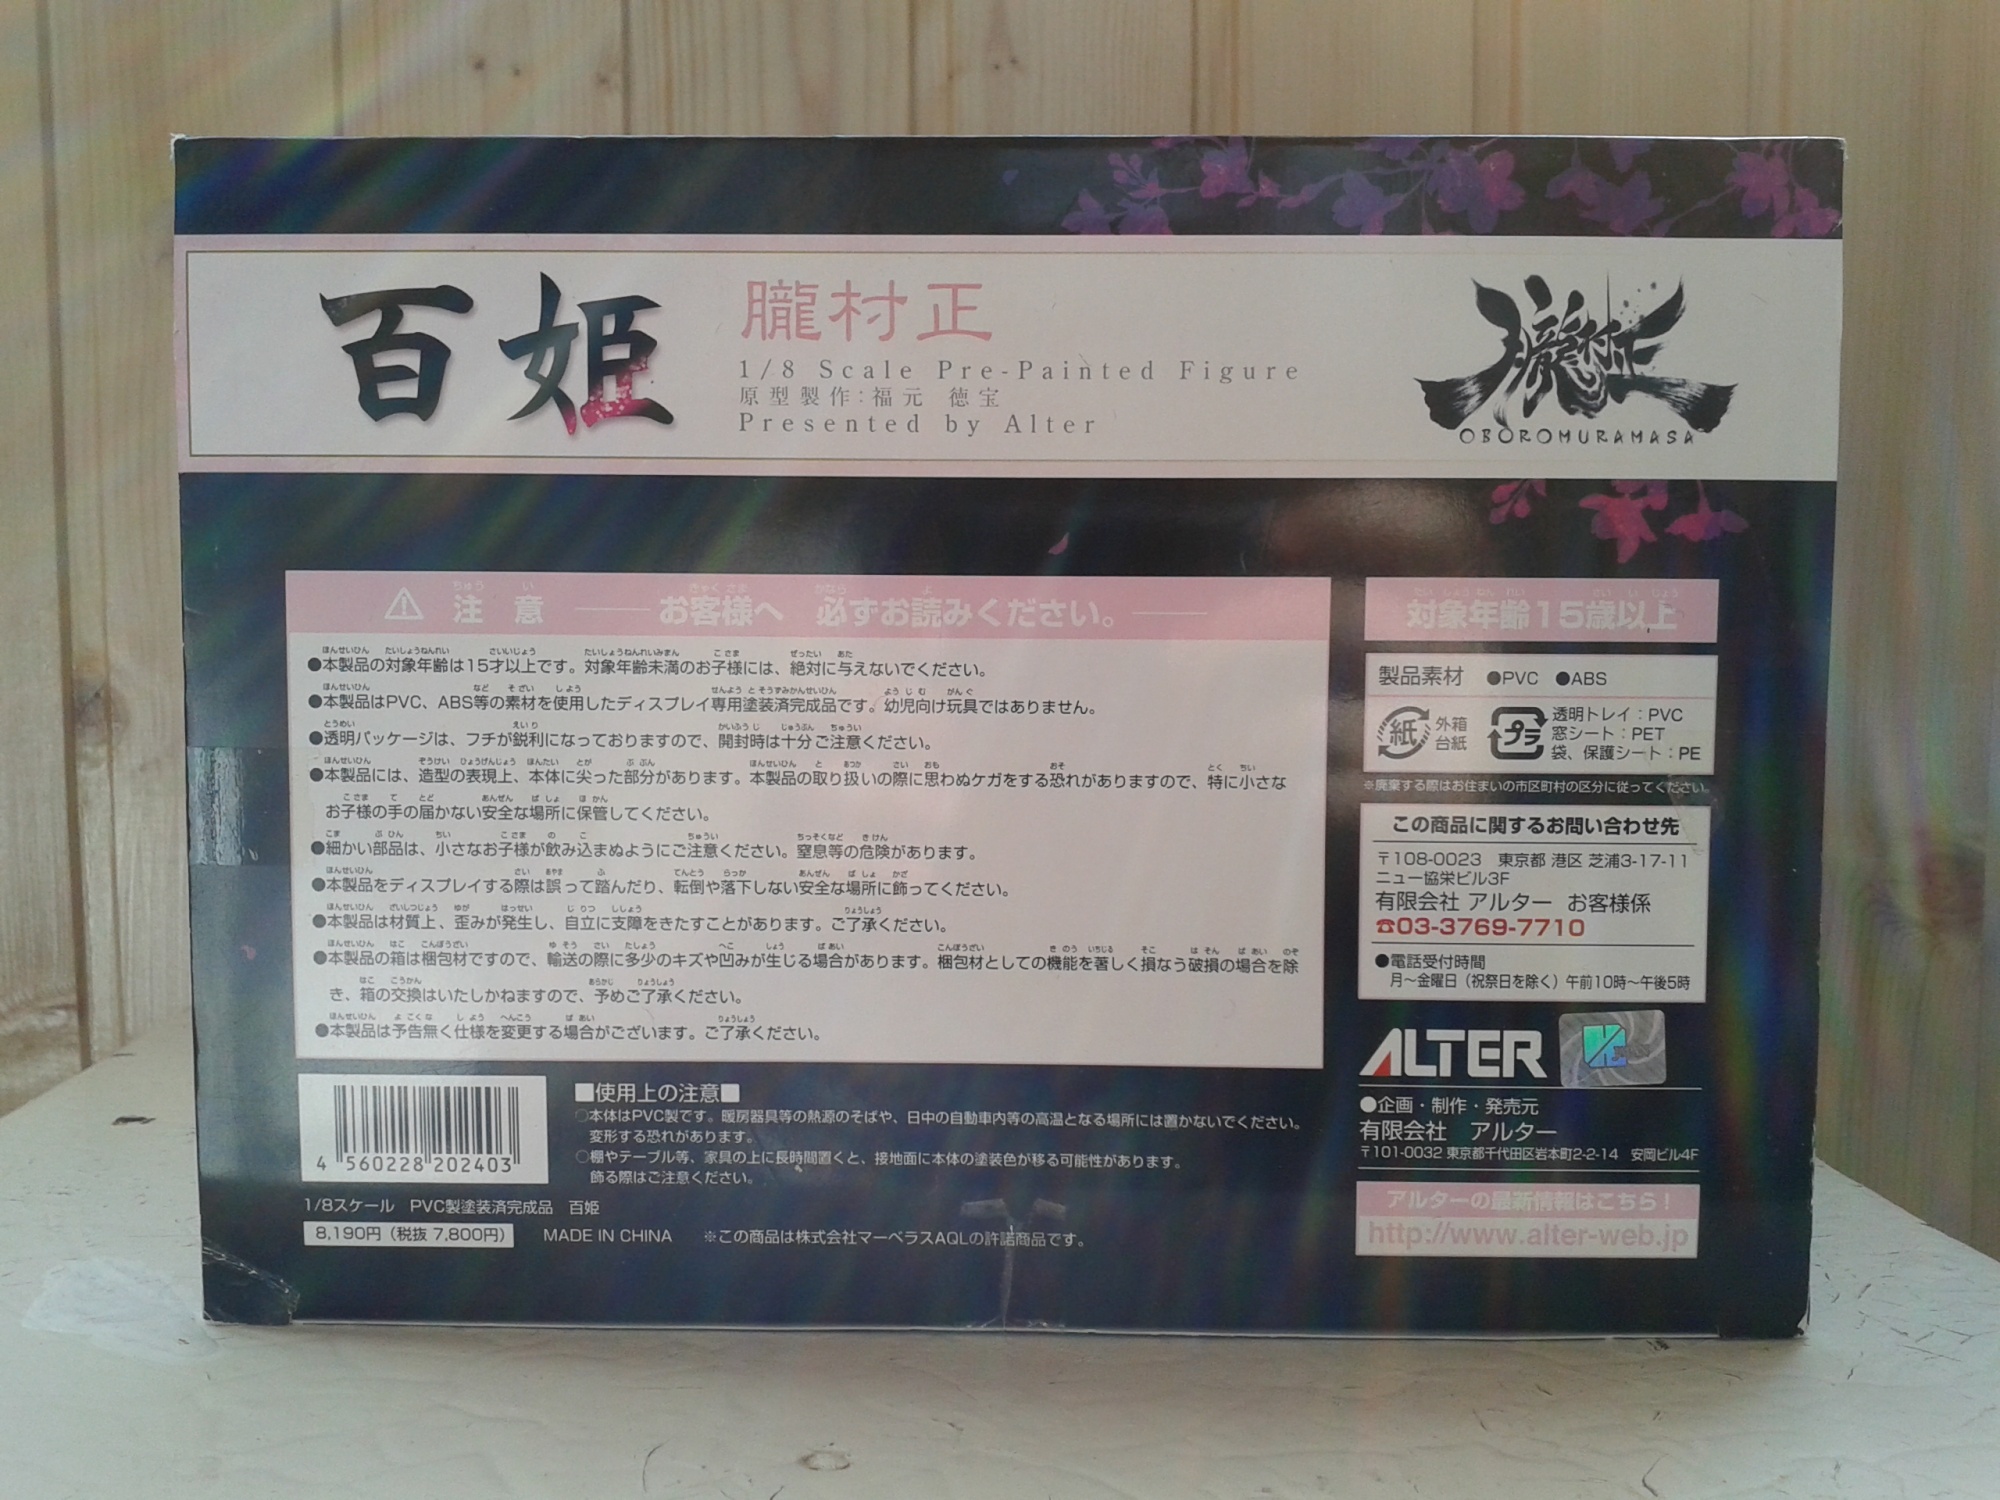 百姫
朧村正
1/8 Scale Pre-Painted Figure
原型製作:福元 徳宝
Presented by Alter
朧村正
OBOROMURAMASA
⚠注意 お客様へ 必ずお読みください。
●本製品の対象年齢は15才以上です。対象年齢未満のお子様には、絶対に与えないでください。
●本製品はPVC、ABS等の素材を使用したディスプレイ専用塗装済完成品です。幼児向け玩具ではありません。
●透明パッケージは、フチが鋭利になっておりますので、開封時は十分ご注意ください。
●本製品には、造型の表現上、本体に尖った部分があります。本製品の取り扱いの際に思わぬケガをする恐れがありますので、特に小さな
お子様の手の届かない安全な場所に保管してください。
●細かい部品は、小さなお子様が飲み込まぬようにご注意ください。窒息等の危険があります。
●本製品をディスプレイする際は誤って踏んだり、転倒や落下しない安全な場所に飾ってください。
●本製品は材質上、歪みが発生し、自立に支障をきたすことがあります。ご了承ください。
●本製品の箱は梱包材ですので、輸送の際に多少のキズや凹みが生じる場合があります。梱包材としての機能を著しく損なう破損の場合を除
き、箱の交換はいたしかねますので、予めご了承ください。
●本製品は予告無く仕様を変更する場合がございます。ご了承ください。
4 560228 202403
■使用上の注意■
○本体はPVC製です。暖房器具等の熱源のそばや、日中の自動車内等の高温となる場所には置かないでください。
変形する恐れがあります。
○棚やテーブル等、家具の上に長時間置くと、接地面に本体の塗装色が移る可能性があります。
飾る際はご注意ください。
1/8スケール PVC製塗装済完成品 百姫
8,190円(税抜 7,800円) MADE IN CHINA ※この商品は株式会社マーベラスAQLの許諾商品です。
対象年齢15歳以上
製品素材 ●PVC ●ABS
紙 外箱
台紙
プラ 透明トレイ:PVC
窓シート:PET
袋、保護シート:PE
※廃棄する際はお住まいの市区町村の区分に従ってください。
この商品に関するお問い合わせ先
〒108-0023 東京都 港区 芝浦3-17-11
ニュー協栄ビル3F
有限会社 アルター お客様係
☎03-3769-7710
●電話受付時間
月〜金曜日(祝祭日を除く)午前10時〜午後5時
ALTER
●企画・制作・発売元
有限会社 アルター
〒101-0032 東京都千代田区岩本町2-2-14 安岡ビル4F
アルターの最新情報はこちら!
http://www.alter-web.jp